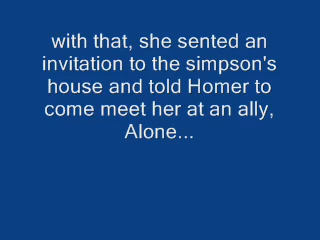 with that, she sented an
invitation to the simpson's
house and told Homer to
come meet her at an ally,
Alone...